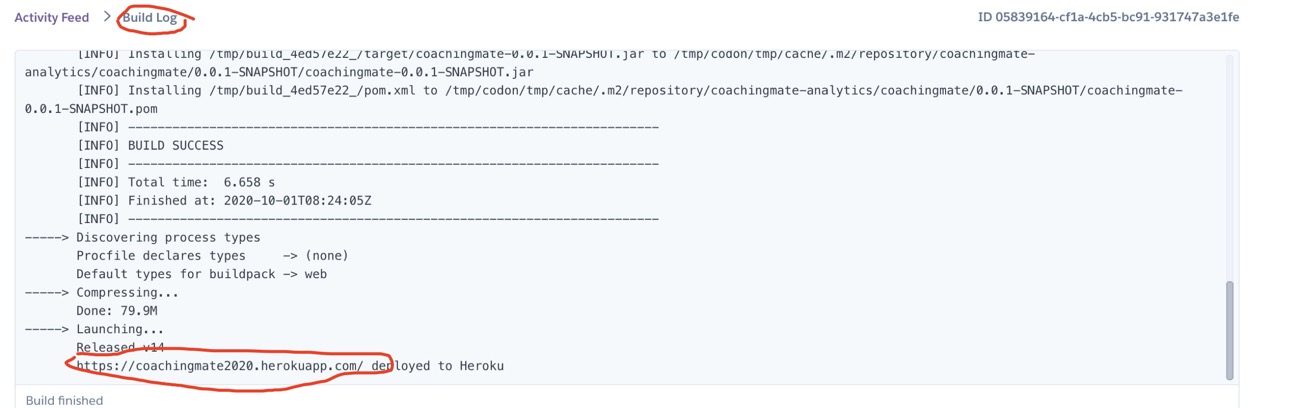 Activity Feed > Build Log ID 05839164-cf1a-4cb5-bc91-931747a3e1fe
[INFO] Installing /tmp/build_4ed57e22_/target/coachingmate-0.0.1-SNAPSHOT.jar to /tmp/codon/tmp/cache/.m2/repository/coachingmate-
analytics/coachingmate/0.0.1-SNAPSHOT/coachingmate-0.0.1-SNAPSHOT.jar
[INFO] Installing /tmp/build_4ed57e22_/pom.xml to /tmp/codon/tmp/cache/.m2/repository/coachingmate-analytics/coachingmate/0.0.1-SNAPSHOT/coachingmate-
0.0.1-SNAPSHOT.pom
[INFO] ------------------------------------------------------------------------
[INFO] BUILD SUCCESS
[INFO] ------------------------------------------------------------------------
[INFO] Total time:  6.658 s
[INFO] Finished at: 2020-10-01T08:24:05Z
[INFO] ------------------------------------------------------------------------
-----> Discovering process types
Procfile declares types     -> (none)
Default types for buildpack -> web
-----> Compressing...
Done: 79.9M
-----> Launching...
Released v14
https://coachingmate2020.herokuapp.com/ deployed to Heroku
Build finished